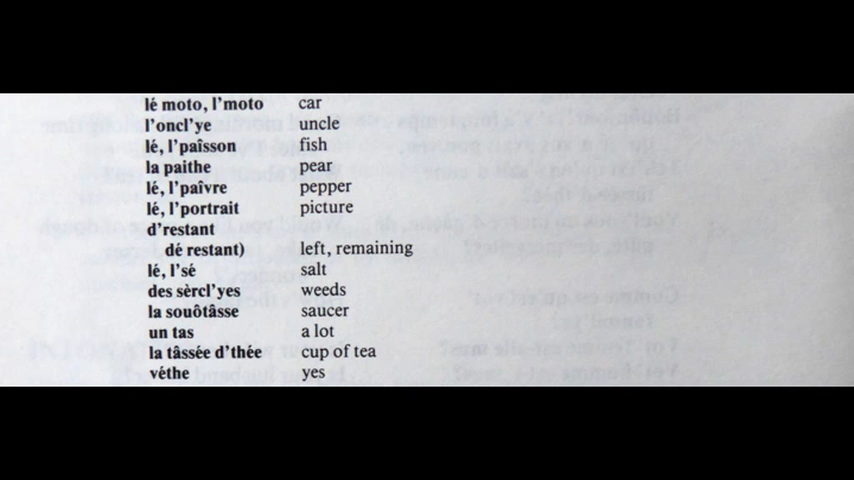 lé moto, l'moto car
l'oncl'ye uncle
lé, l'paîsson fish
la paithe pear
lé, l'paîvre pepper
lé, l'portrait picture
d'restant
dé restant) left, remaining
lé, l'sé salt
des sèrcl'yes weeds
la souôtâsse saucer
un tas a lot
la tâssée d'thée cup of tea
véthe yes